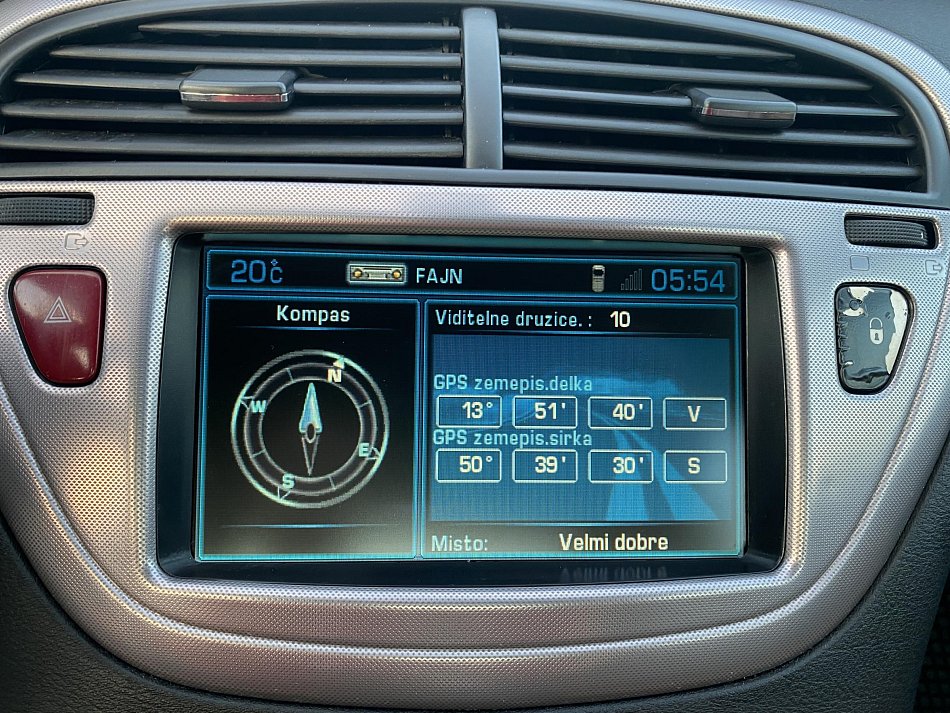 20°C FAJN 05:54
Kompas
N
W
E
S
Viditelne druzice. : 10
GPS zemepis.delka
13° 51' 40' V
GPS zemepis.sirka
50° 39' 30' S
Misto: Velmi dobre